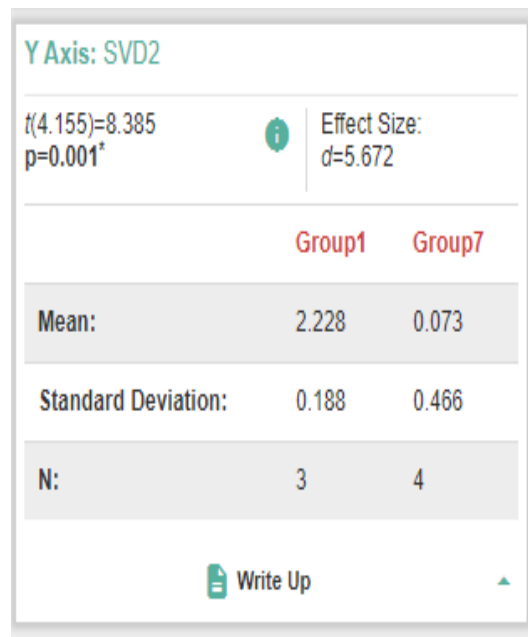 Y Axis: SVD2
t(4.155)=8.385
p=0.001*
Effect Size:
d=5.672
Group1 Group7
Mean: 2.228 0.073
Standard Deviation: 0.188 0.466
N: 3 4
Write Up